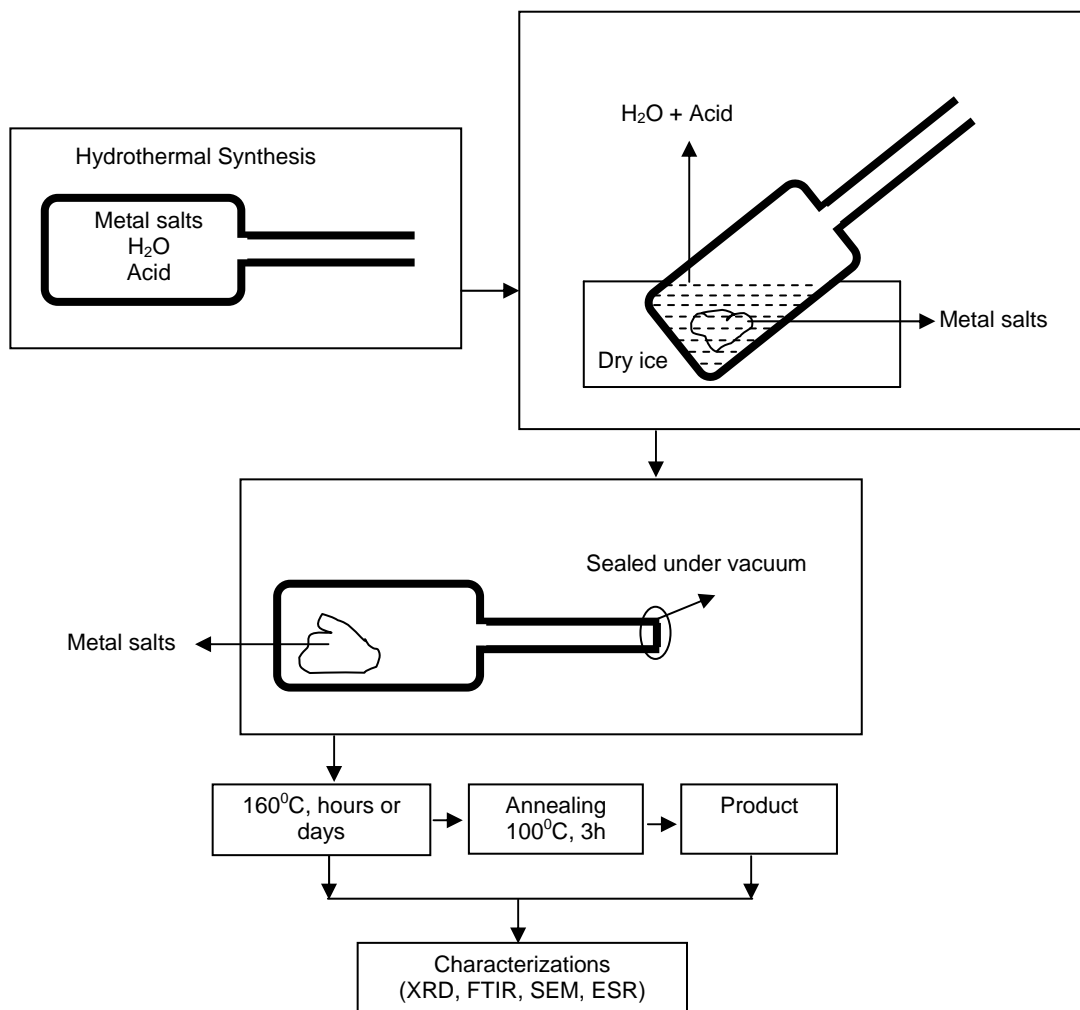 Hydrothermal Synthesis
Metal salts
H₂O
Acid
H₂O + Acid
Metal salts
Dry ice
Sealed under vacuum
Metal salts
160⁰C, hours or
days
Annealing
100⁰C, 3h
Product
Characterizations
(XRD, FTIR, SEM, ESR)